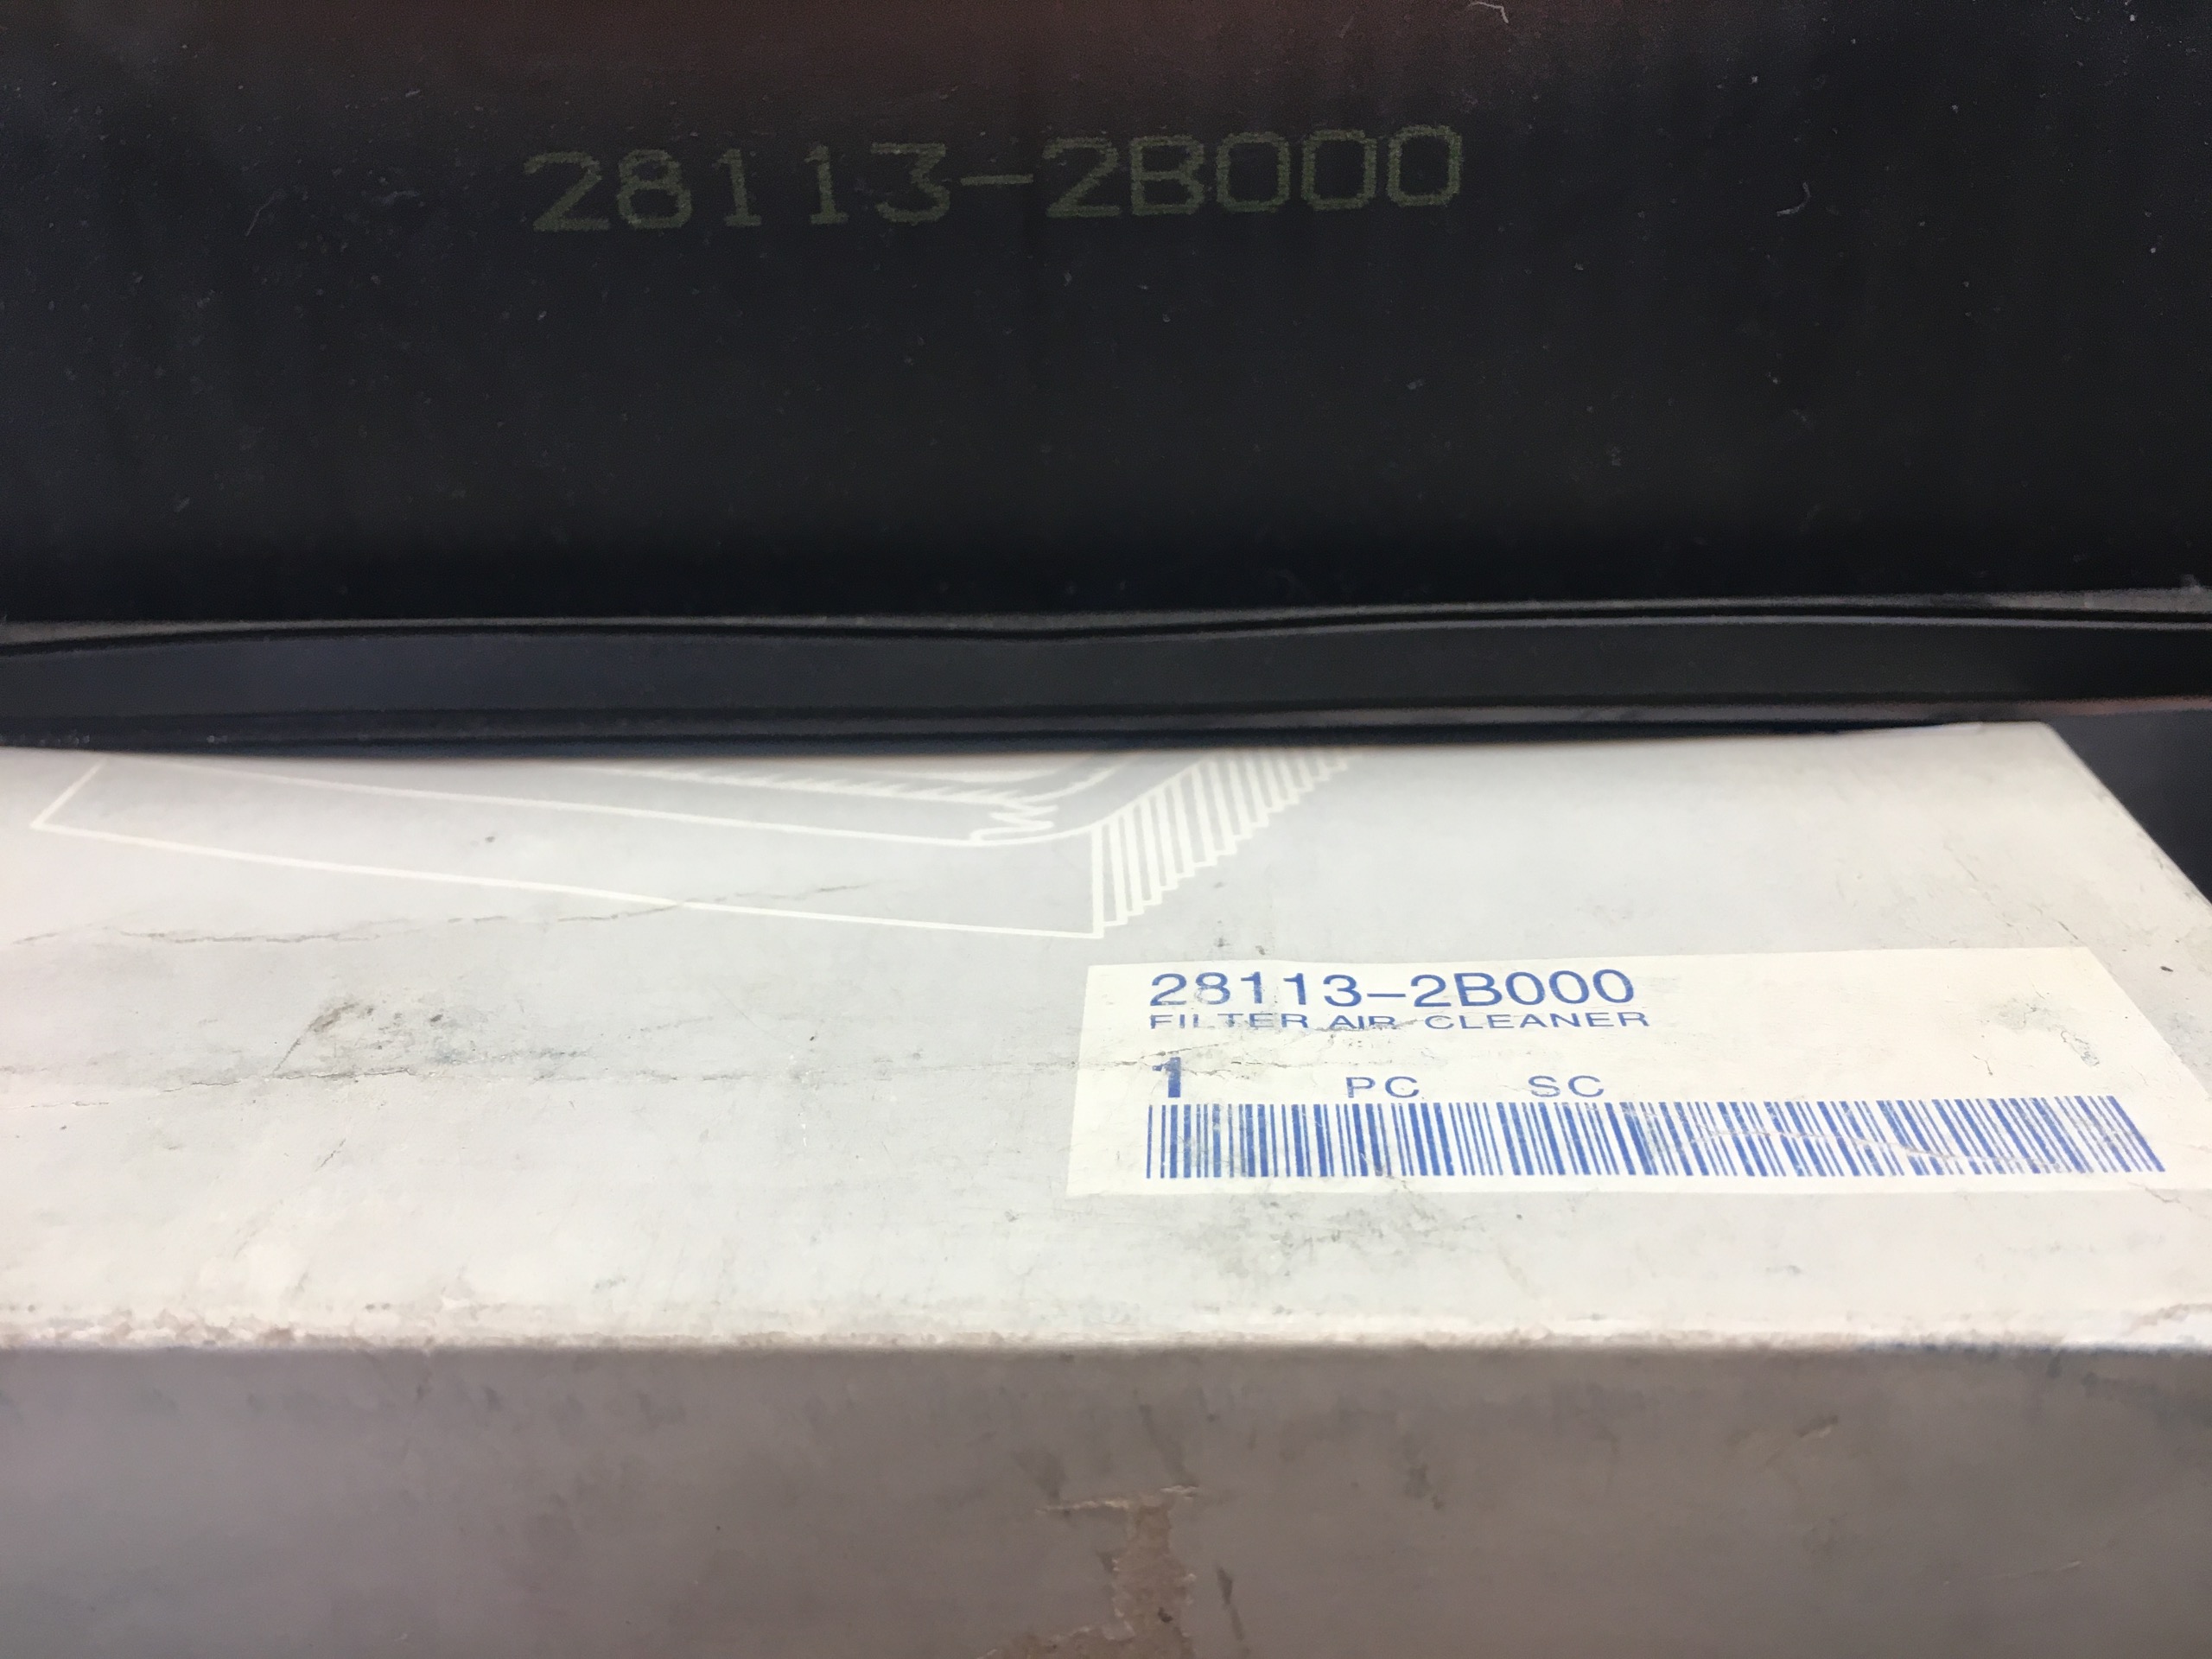 28113-2B000
28113-2B000
FILTER AIR CLEANER
1 PC SC